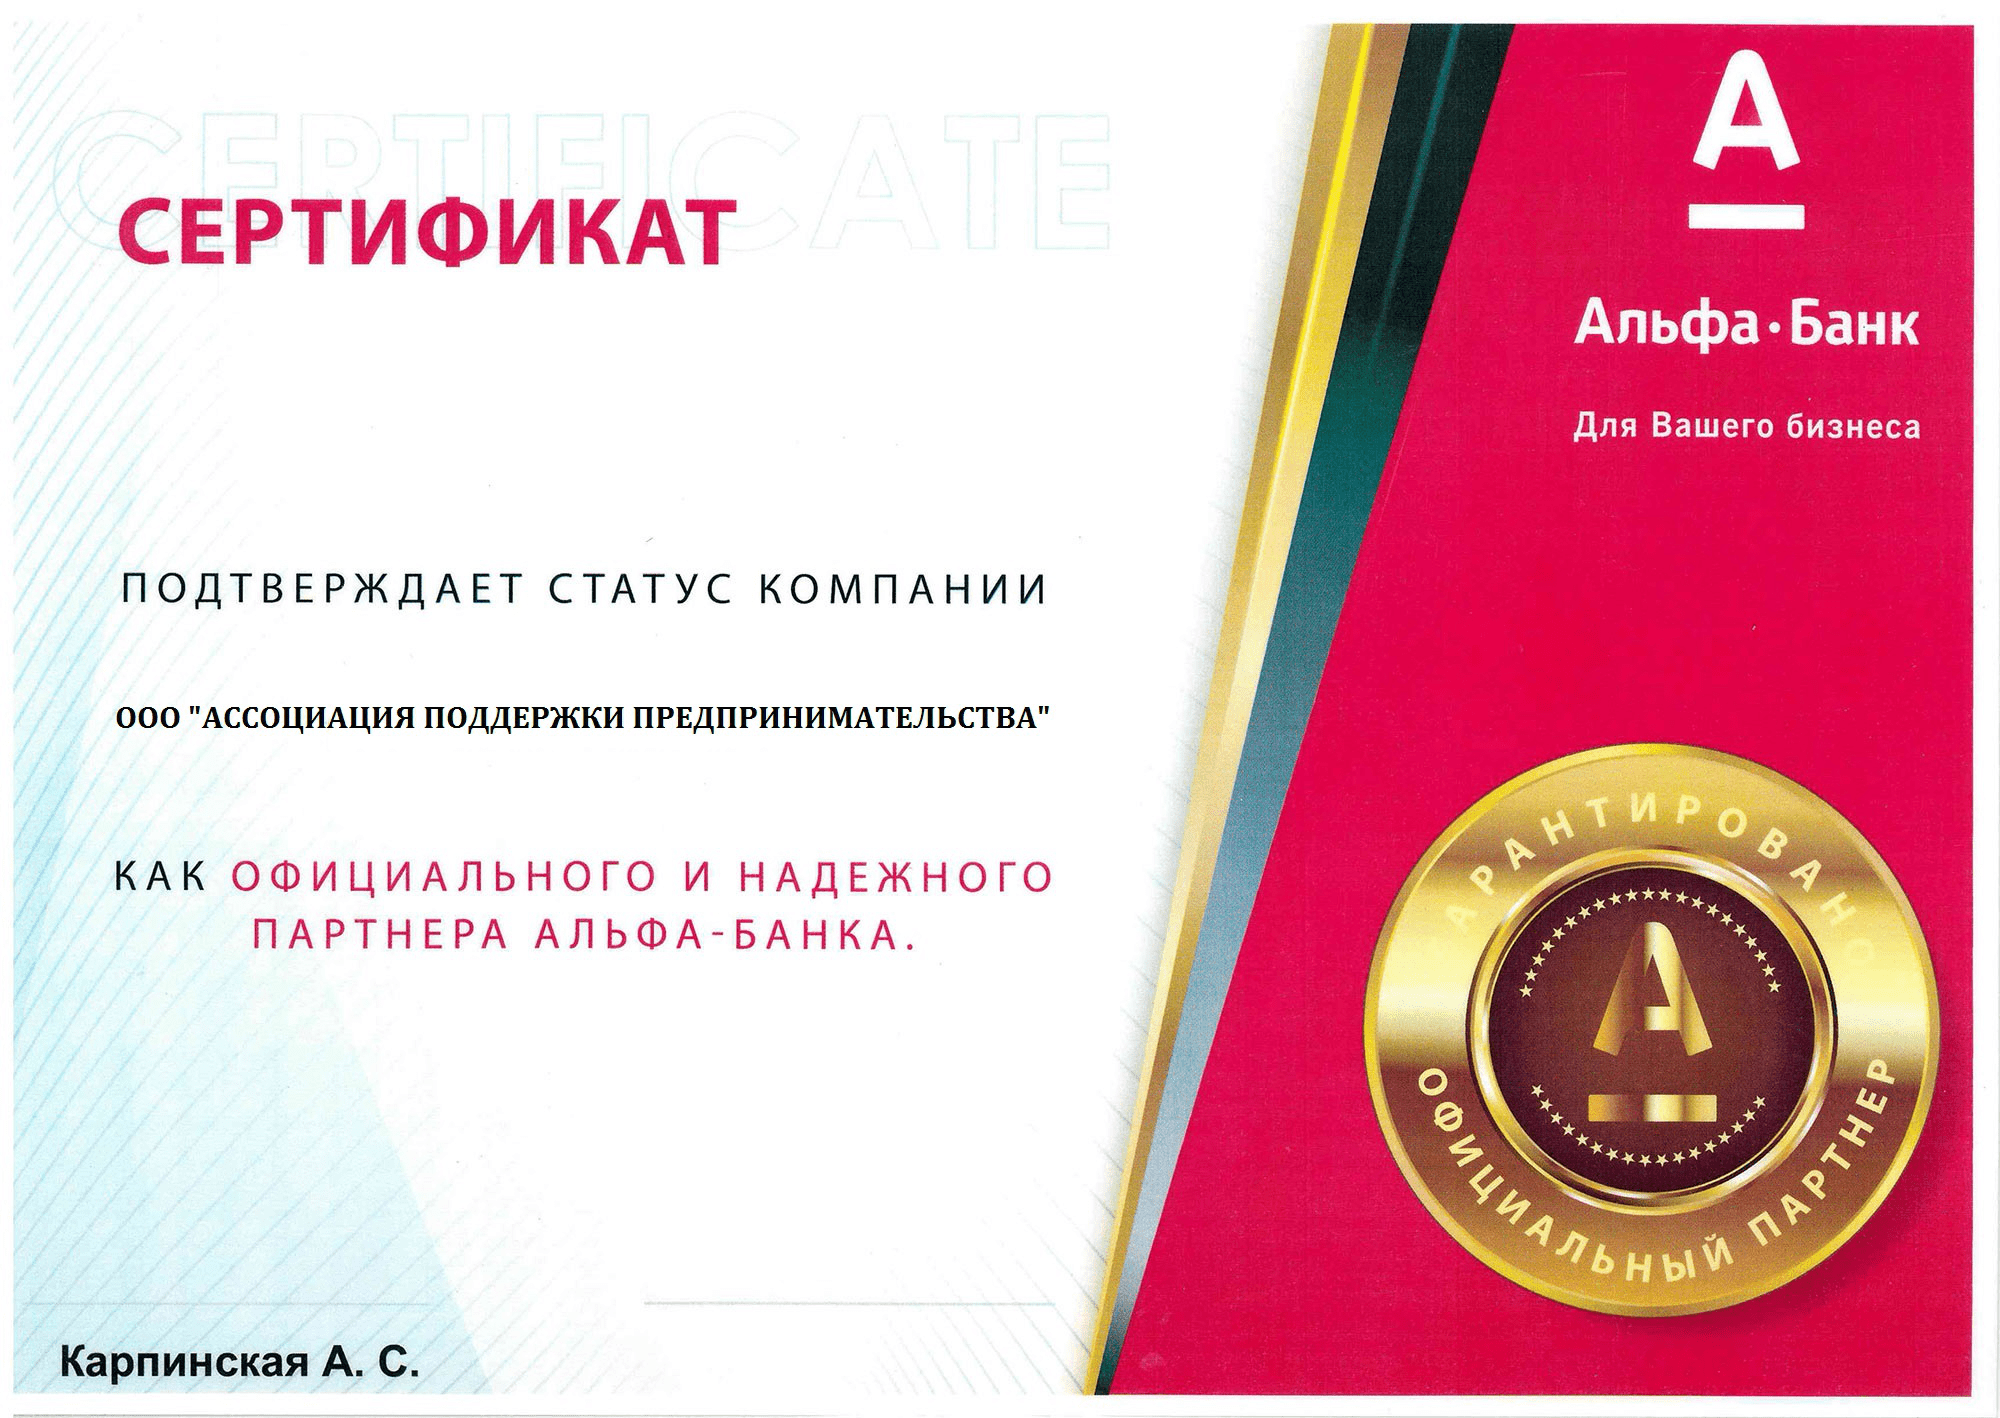 CERTIFICATE
СЕРТИФИКАТ
ПОДТВЕРЖДАЕТ СТАТУС КОМПАНИИ
ООО "АССОЦИАЦИЯ ПОДДЕРЖКИ ПРЕДПРИНИМАТЕЛЬСТВА"
КАК ОФИЦИАЛЬНОГО И НАДЕЖНОГО
ПАРТНЕРА АЛЬФА-БАНКА.
Карпинская А. С.
А
Альфа·Банк
Для Вашего бизнеса
ГАРАНТИРОВАНО
А
ОФИЦИАЛЬНЫЙ ПАРТНЕР